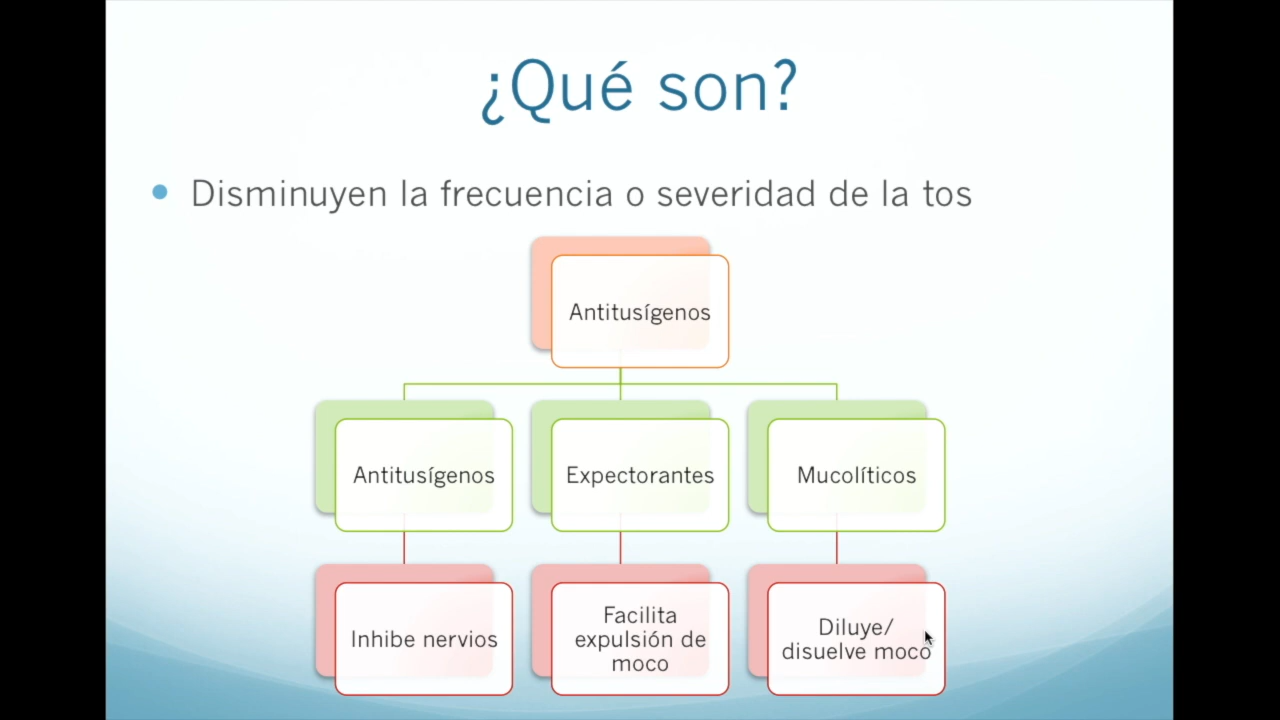 ¿Qué son?
Disminuyen la frecuencia o severidad de la tos
Antitusígenos
Antitusígenos
Expectorantes
Mucolíticos
Inhibe nervios
Facilita
expulsión de
moco
Diluye/
disuelve moco